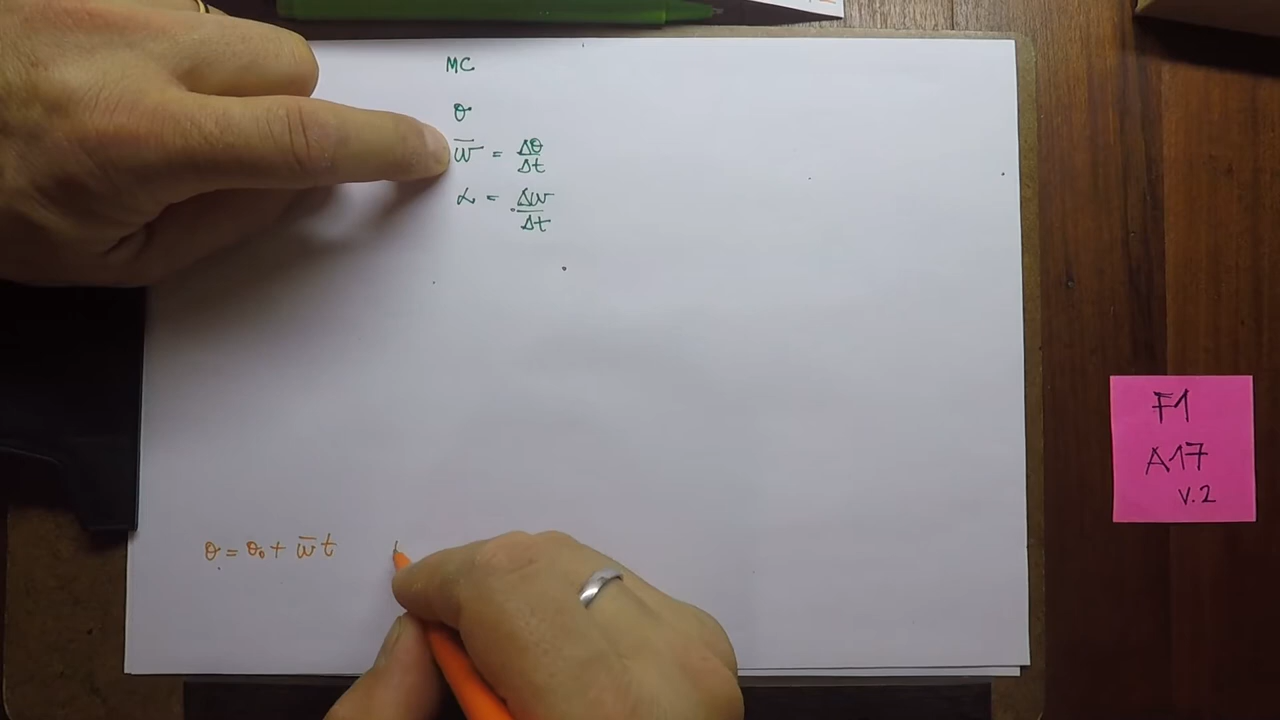 MC
θ
w̅ = Δθ/Δt
α = Δw/Δt
θ = θ₀ + w̅ t
F1
A17
V.2